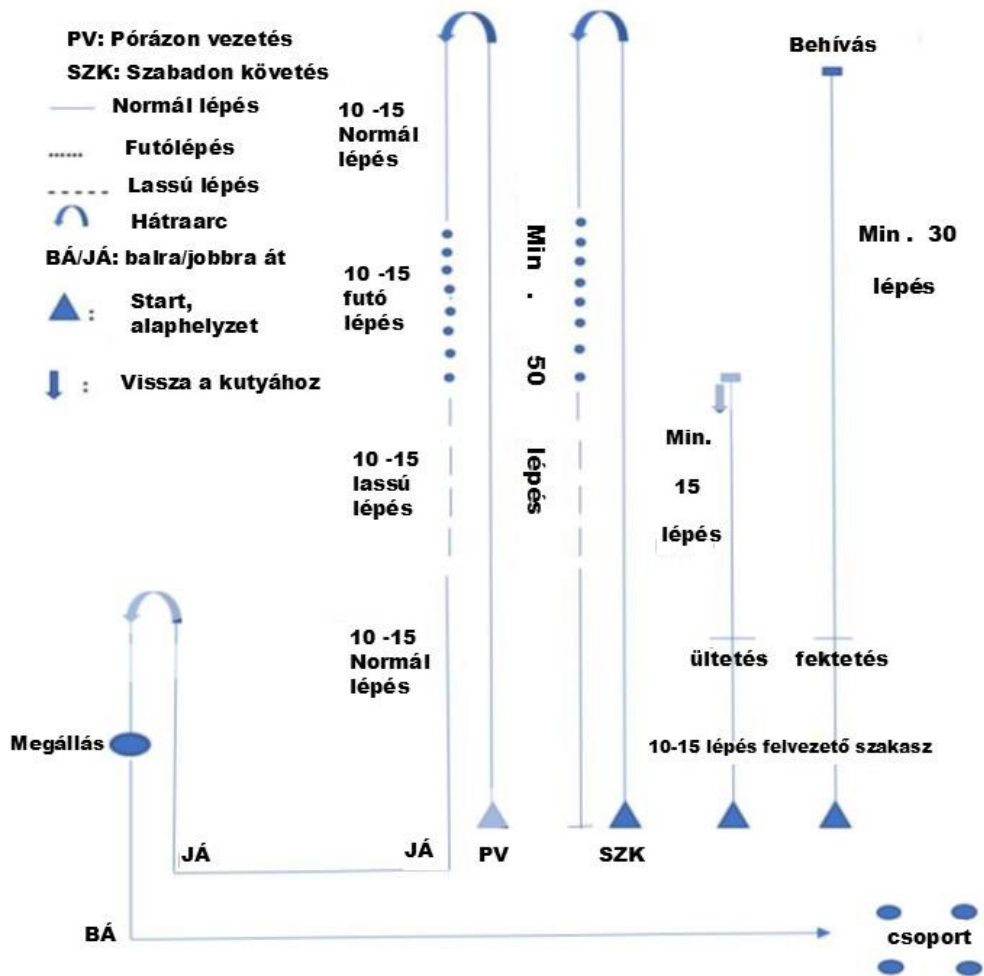 PV: Pórázon vezetés
SZK: Szabadon követés
Normál lépés
Futólépés
Lassú lépés
Hátraarc
BÁ/JÁ: balra/jobbra át
:
Start,
alaphelyzet
:
Vissza a kutyához
10 -15
Normál
lépés
10 -15
futó
lépés
10 -15
lassú
lépés
10 -15
Normál
lépés
Min . 50 lépés
Behívás
Min . 30
lépés
Min.
15
lépés
ültetés
fektetés
10-15 lépés felvezető szakasz
Megállás
JÁ
JÁ
PV
SZK
BÁ
csoport